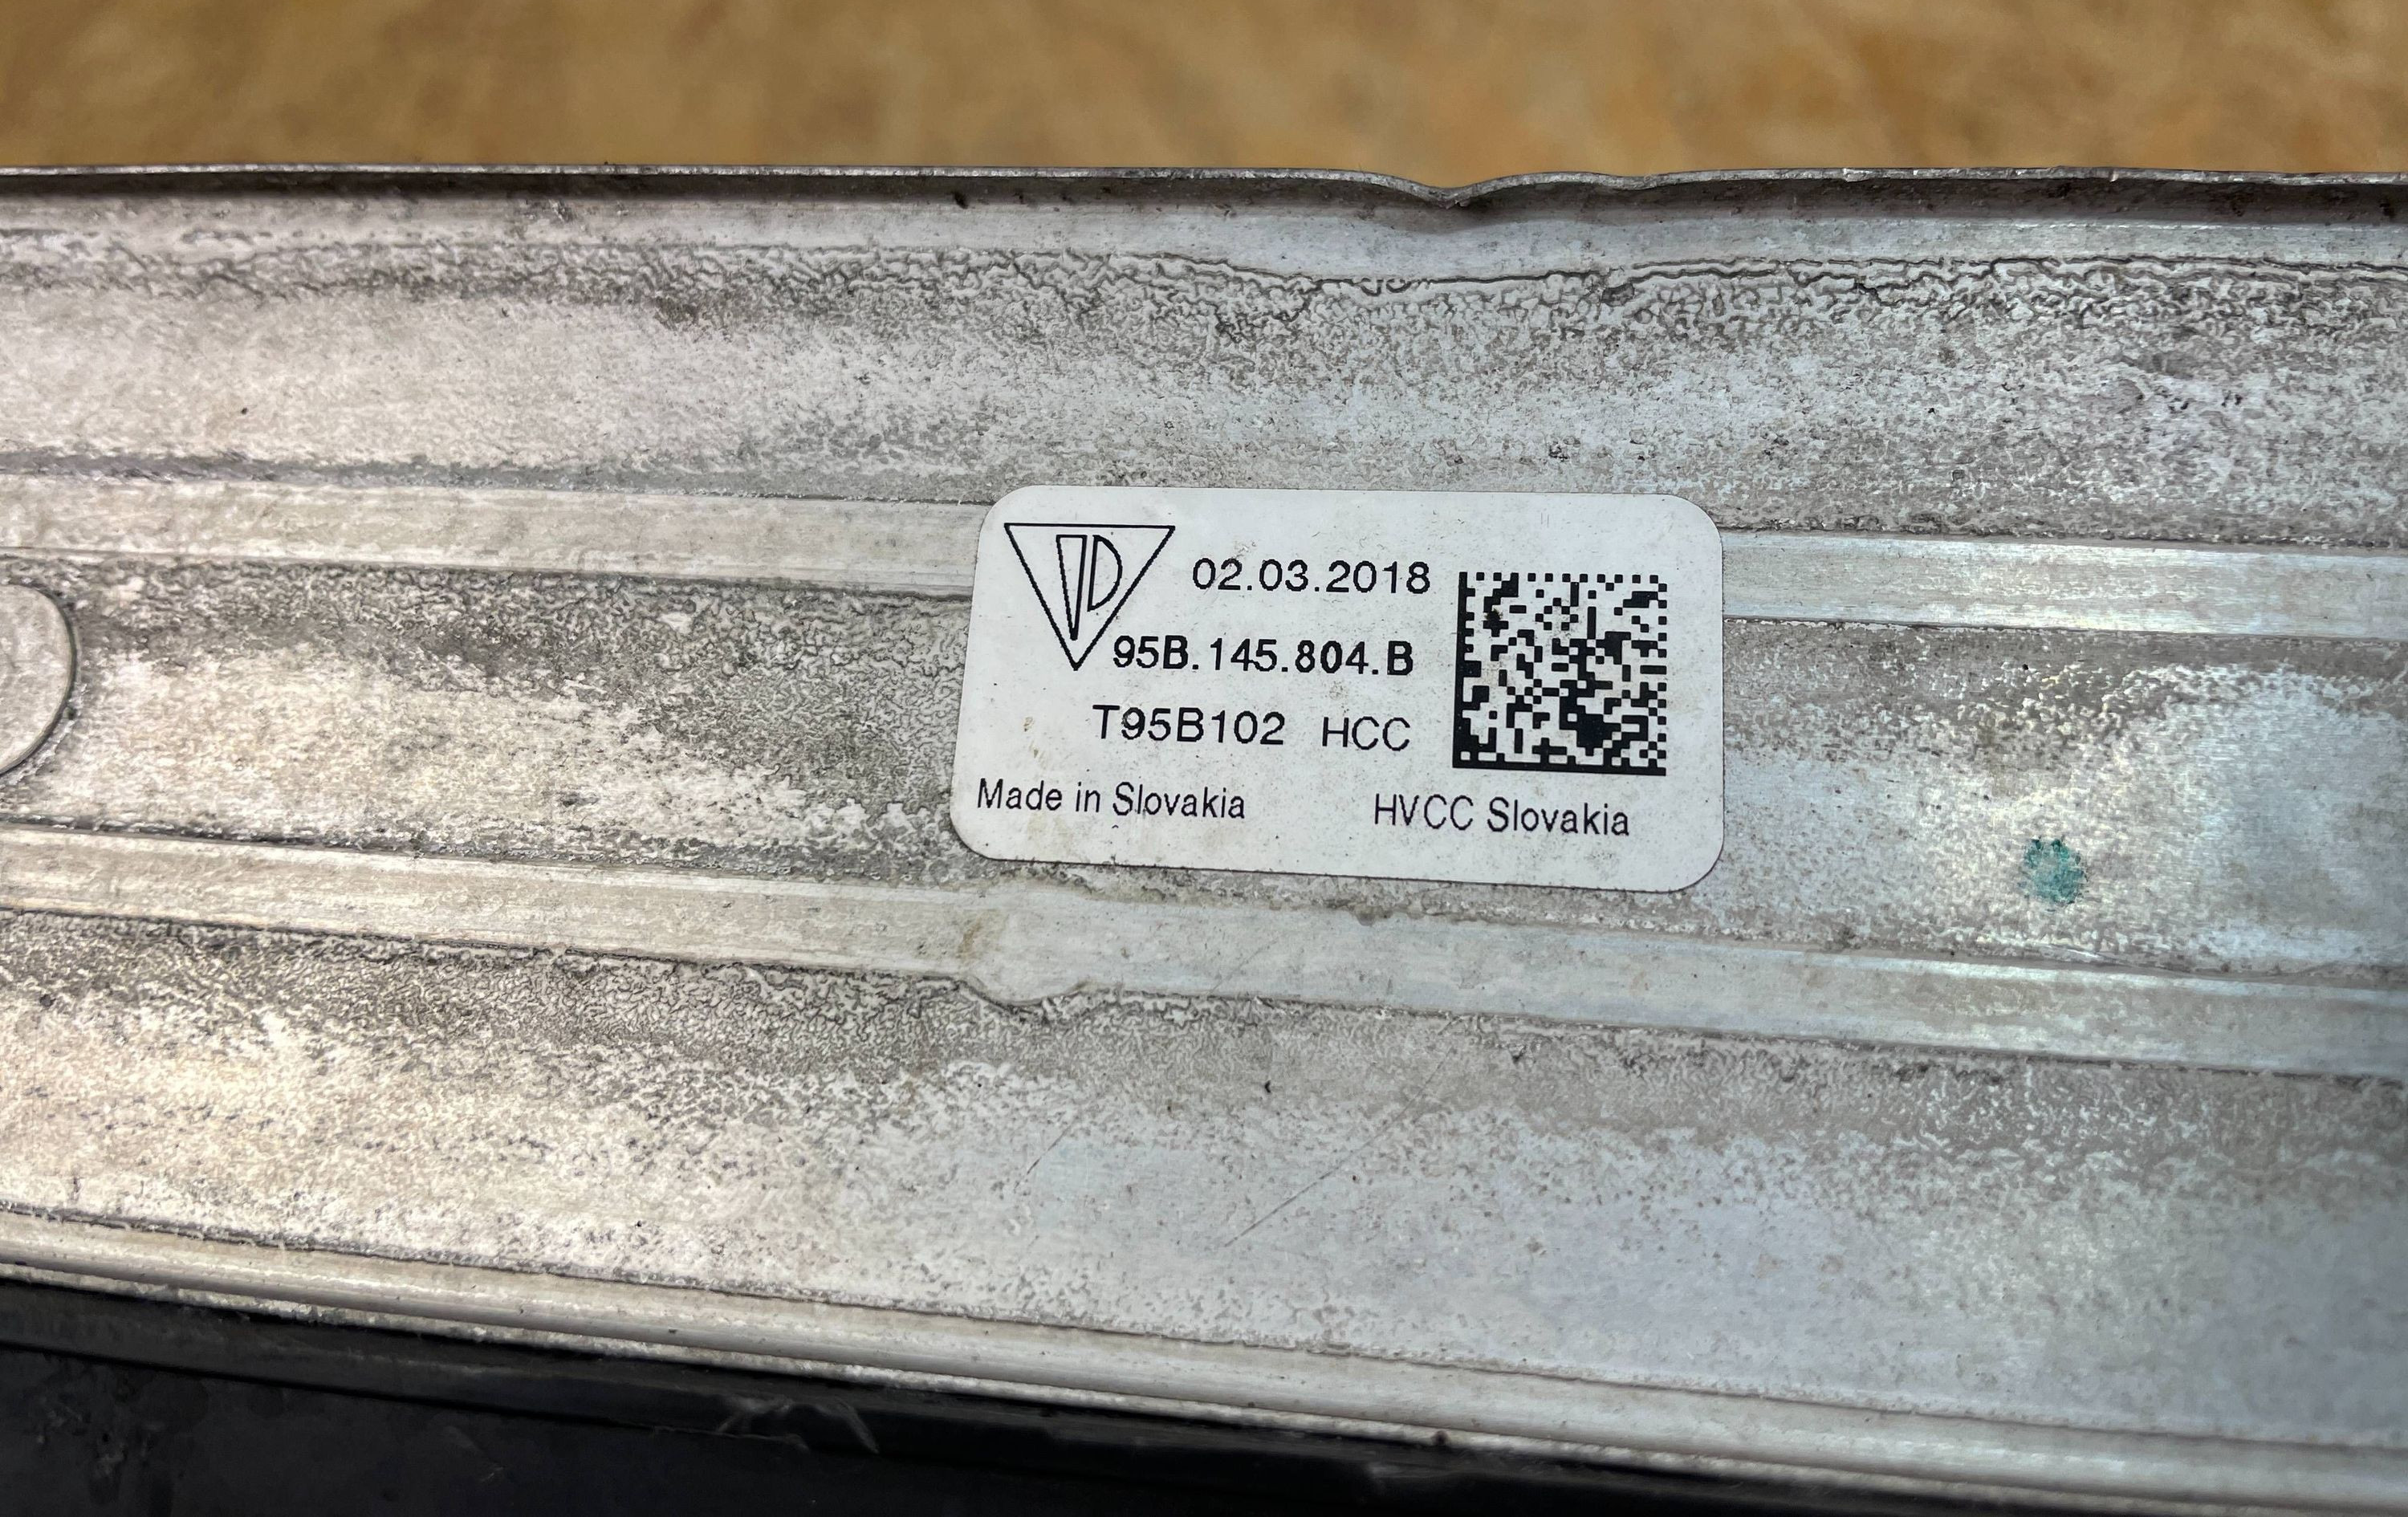 02.03.2018
95B.145.804.B
T95B102 HCC
Made in Slovakia HVCC Slovakia